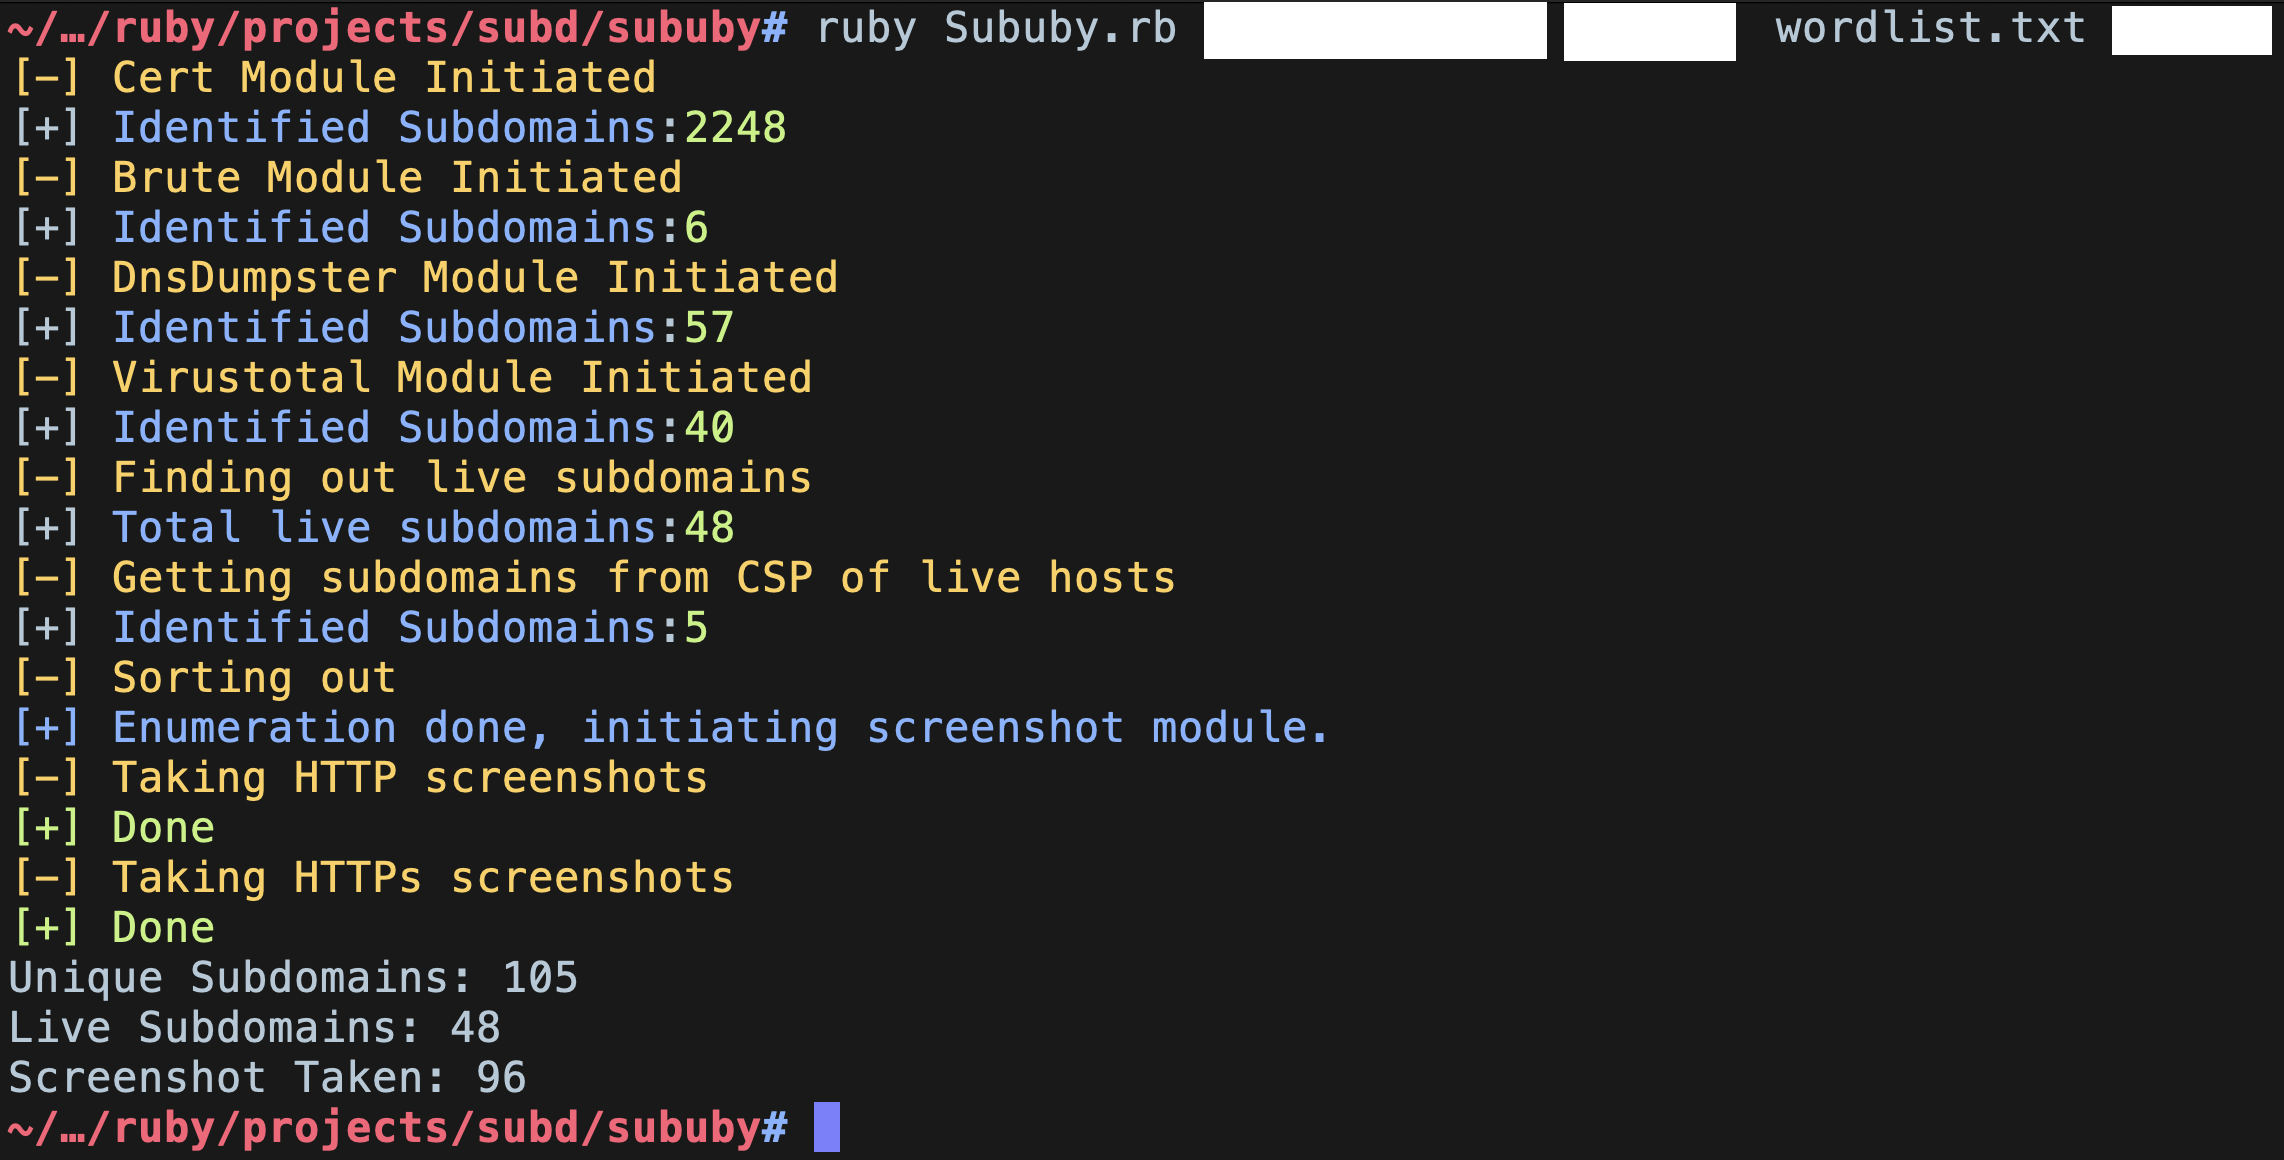 ~/…/ruby/projects/subd/sububy# ruby Sububy.rb wordlist.txt
[-] Cert Module Initiated
[+] Identified Subdomains:2248
[-] Brute Module Initiated
[+] Identified Subdomains:6
[-] DnsDumpster Module Initiated
[+] Identified Subdomains:57
[-] Virustotal Module Initiated
[+] Identified Subdomains:40
[-] Finding out live subdomains
[+] Total live subdomains:48
[-] Getting subdomains from CSP of live hosts
[+] Identified Subdomains:5
[-] Sorting out
[+] Enumeration done, initiating screenshot module.
[-] Taking HTTP screenshots
[+] Done
[-] Taking HTTPs screenshots
[+] Done
Unique Subdomains: 105
Live Subdomains: 48
Screenshot Taken: 96
~/…/ruby/projects/subd/sububy#